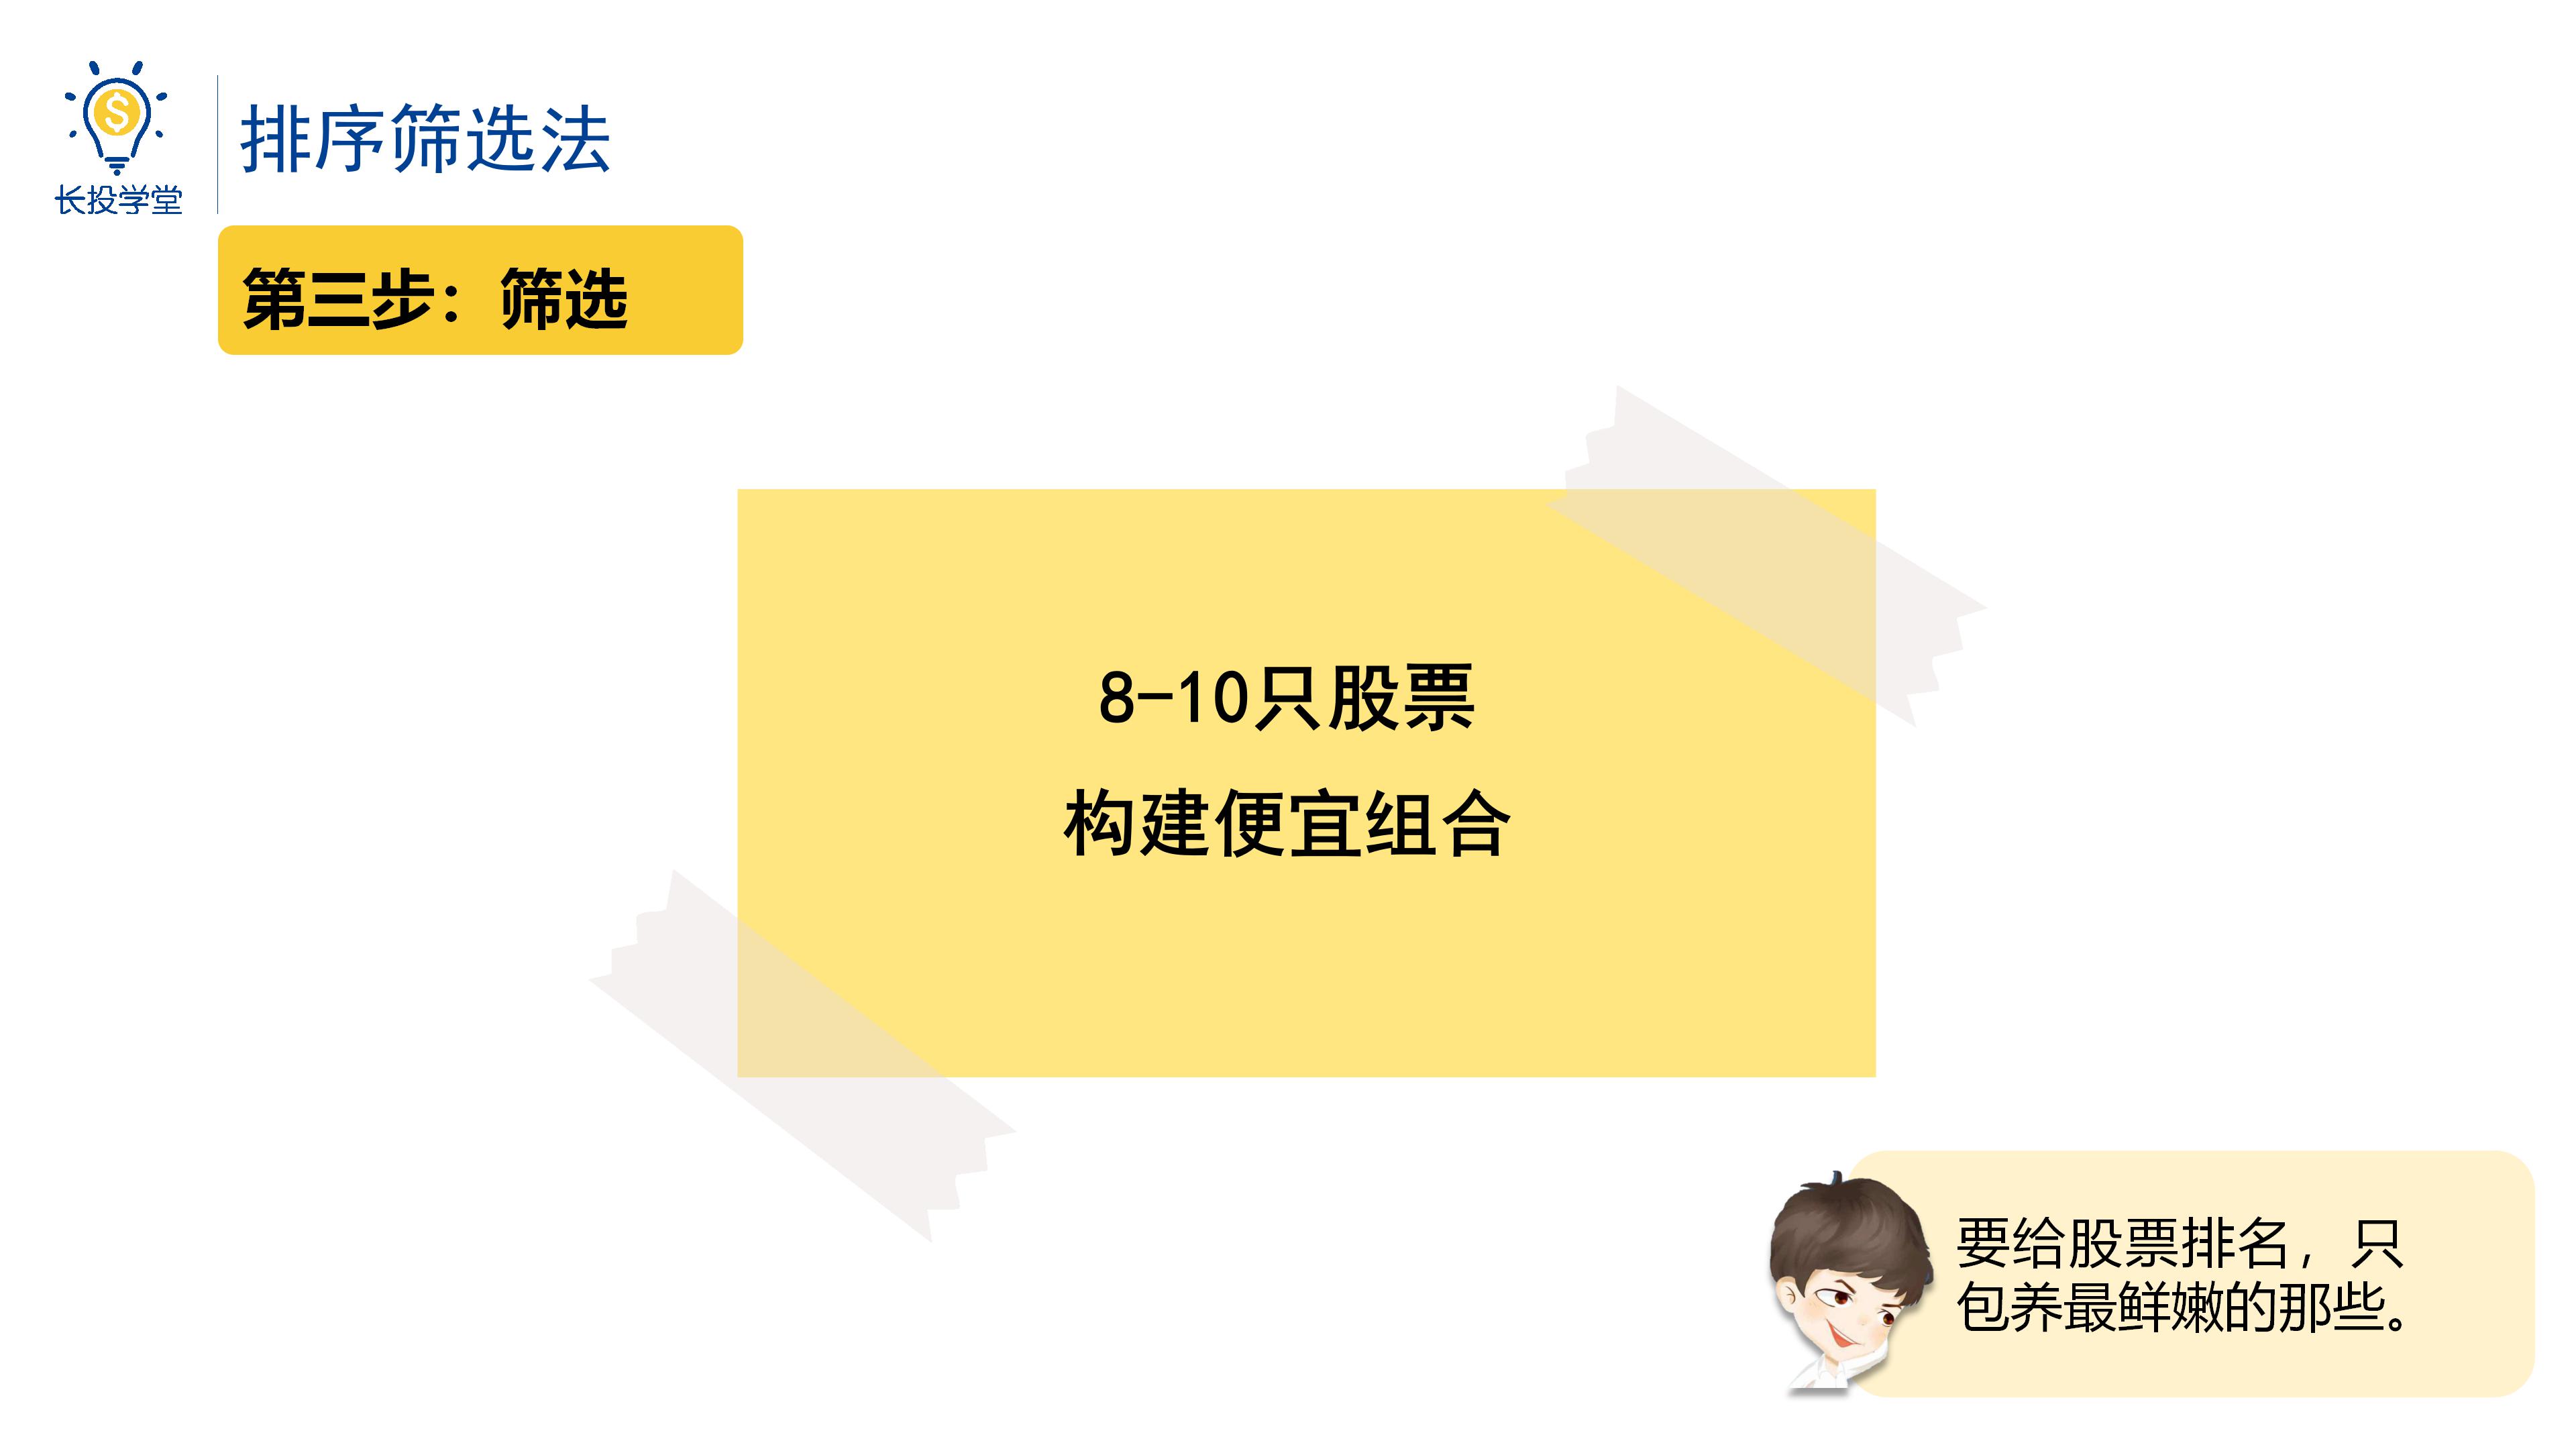 长投学堂
排序筛选法
第三步：筛选
8-10只股票
构建便宜组合
要给股票排名，只
包养最鲜嫩的那些。